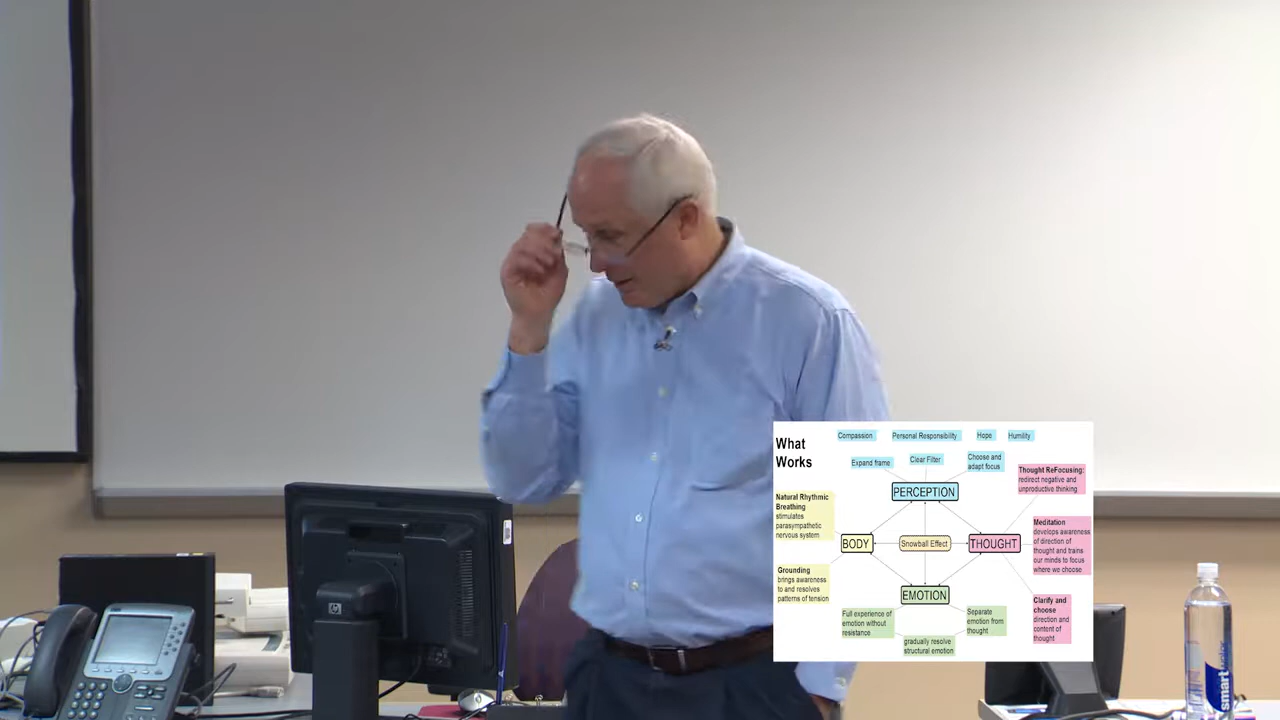 What
Works
Compassion
Personal Responsibility
Hope
Humility
Expand frame
Clear Filter
Choose and
adapt focus
PERCEPTION
Thought ReFocusing:
redirect negative and
unproductive thinking
Natural Rhythmic
Breathing
stimulates
parasympathetic
nervous system
BODY
Snowball Effect
THOUGHT
Meditation
develops awareness
of direction of
thought and trains
our minds to focus
where we choose
Grounding
brings awareness
to and resolves
patterns of tension
EMOTION
Full experience of
emotion without
resistance
gradually resolve
structural emotion
Separate
emotion from
thought
Clarify and
choose
direction and
content of
thought
hp
smartwater